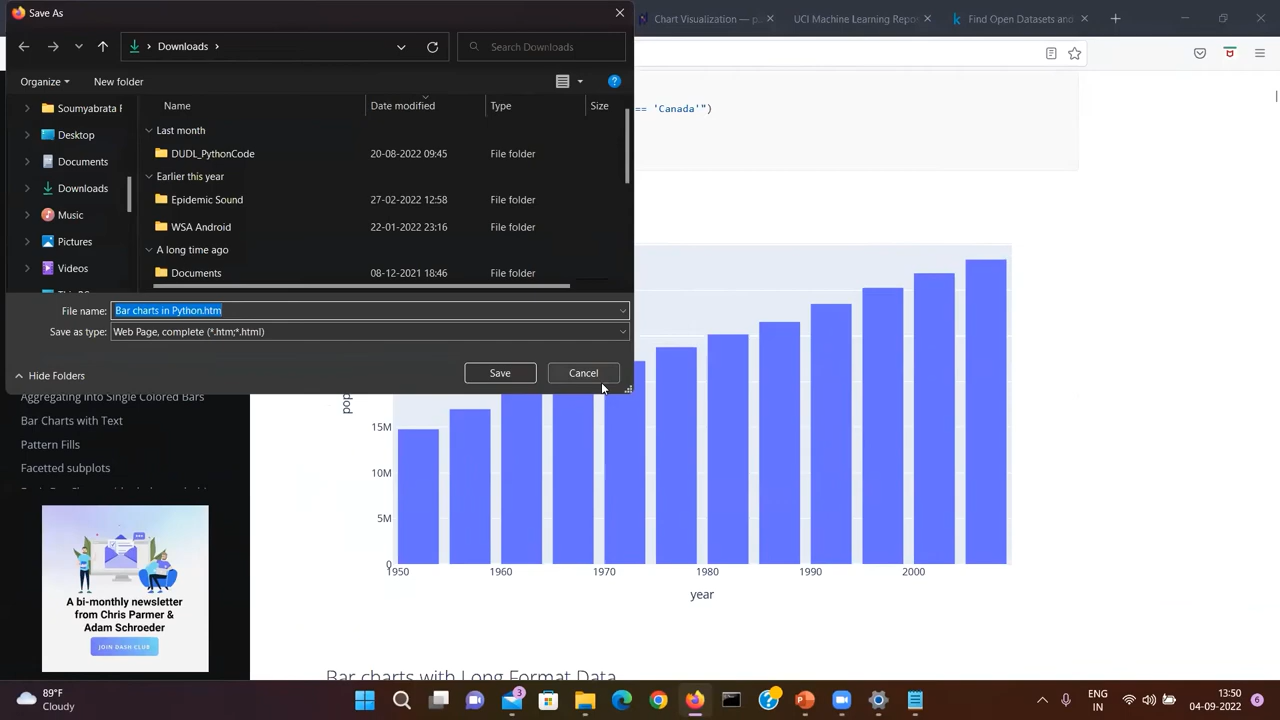 Save As
Downloads
Search Downloads
Organize
New folder
?
Soumyabrata
Desktop
Documents
Downloads
Music
Pictures
Videos
Name
Date modified
Type
Size
Last month
DUDL_PythonCode
20-08-2022 09:45
File folder
Earlier this year
Epidemic Sound
27-02-2022 12:58
File folder
WSA Android
22-01-2022 23:16
File folder
A long time ago
Documents
08-12-2021 18:46
File folder
File name:
Bar charts in Python.htm
Save as type:
Web Page, complete (*.htm;*.html)
Hide Folders
Save
Cancel
Chart Visualization — p
UCI Machine Learning Repo
Find Open Datasets and
== 'Canada'")
Aggregating into Single Colored Bars
Bar Charts with Text
Pattern Fills
Facetted subplots
A bi-monthly newsletter
from Chris Parmer &
Adam Schroeder
JOIN DASH CLUB
pop
15M
10M
5M
0
1950
1960
1970
1980
1990
2000
year
Bar charts with Long Format Data
89°F
Cloudy
3
ENG
IN
13:50
04-09-2022
6